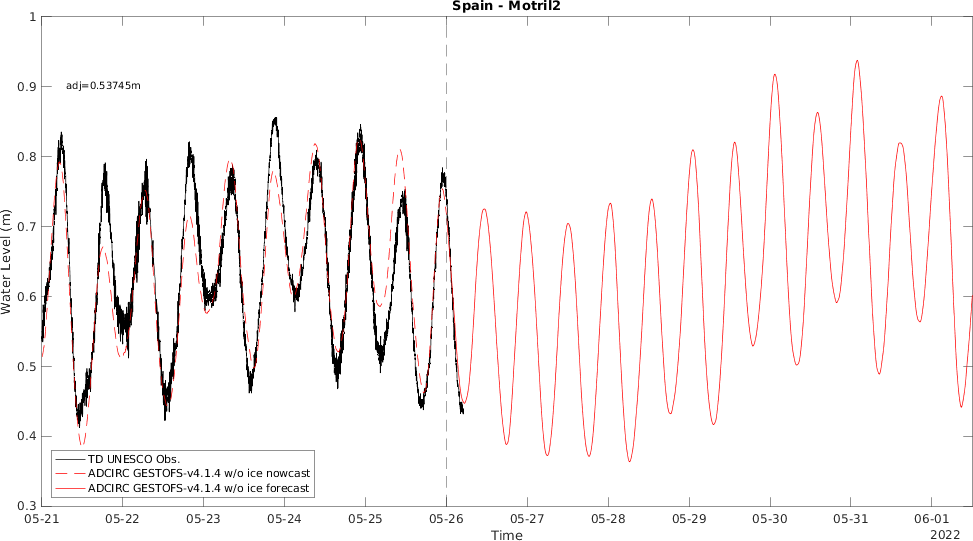 Spain - Motril2
1
0.9
0.8
0.7
0.6
0.5
0.4
0.3
Water Level (m)
adj=0.53745m
TD UNESCO Obs.
ADCIRC GESTOFS-v4.1.4 w/o ice nowcast
ADCIRC GESTOFS-v4.1.4 w/o ice forecast
05-21 05-22 05-23 05-24 05-25 05-26 05-27 05-28 05-29 05-30 05-31 06-01
2022
Time